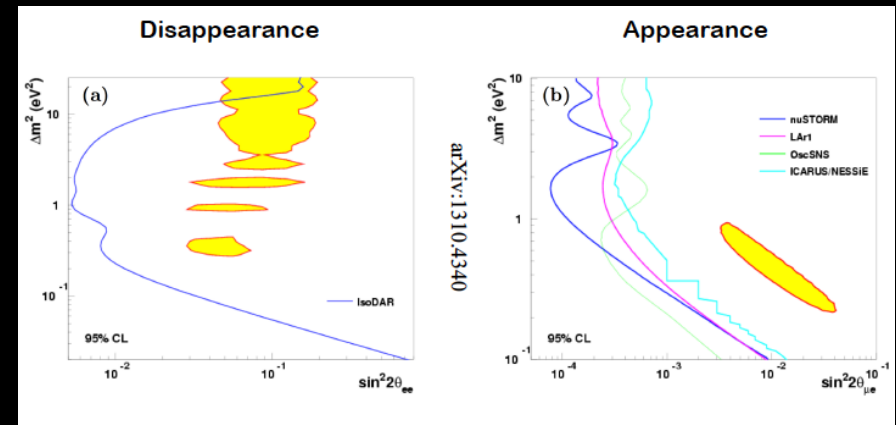 Disappearance
Appearance
(a)
Δm² (eV²)
10
1
10⁻¹
IsoDAR
95% CL
10⁻²
10⁻¹
sin²2θₑₑ
arXiv:1310.4340
(b)
Δm² (eV²)
10
1
10⁻¹
nuSTORM
LAr1
OscSNS
ICARUS/NESSiE
95% CL
10⁻⁴
10⁻³
10⁻²
10⁻¹
sin²2θμₑ